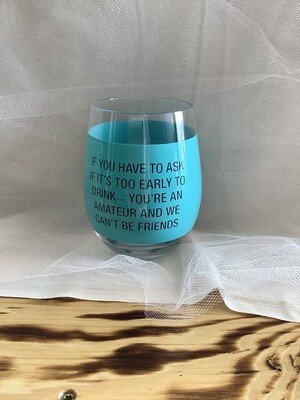 IF YOU HAVE TO ASK
IF IT'S TOO EARLY TO
DRINK... YOU'RE AN
AMATEUR AND WE
CAN'T BE FRIENDS